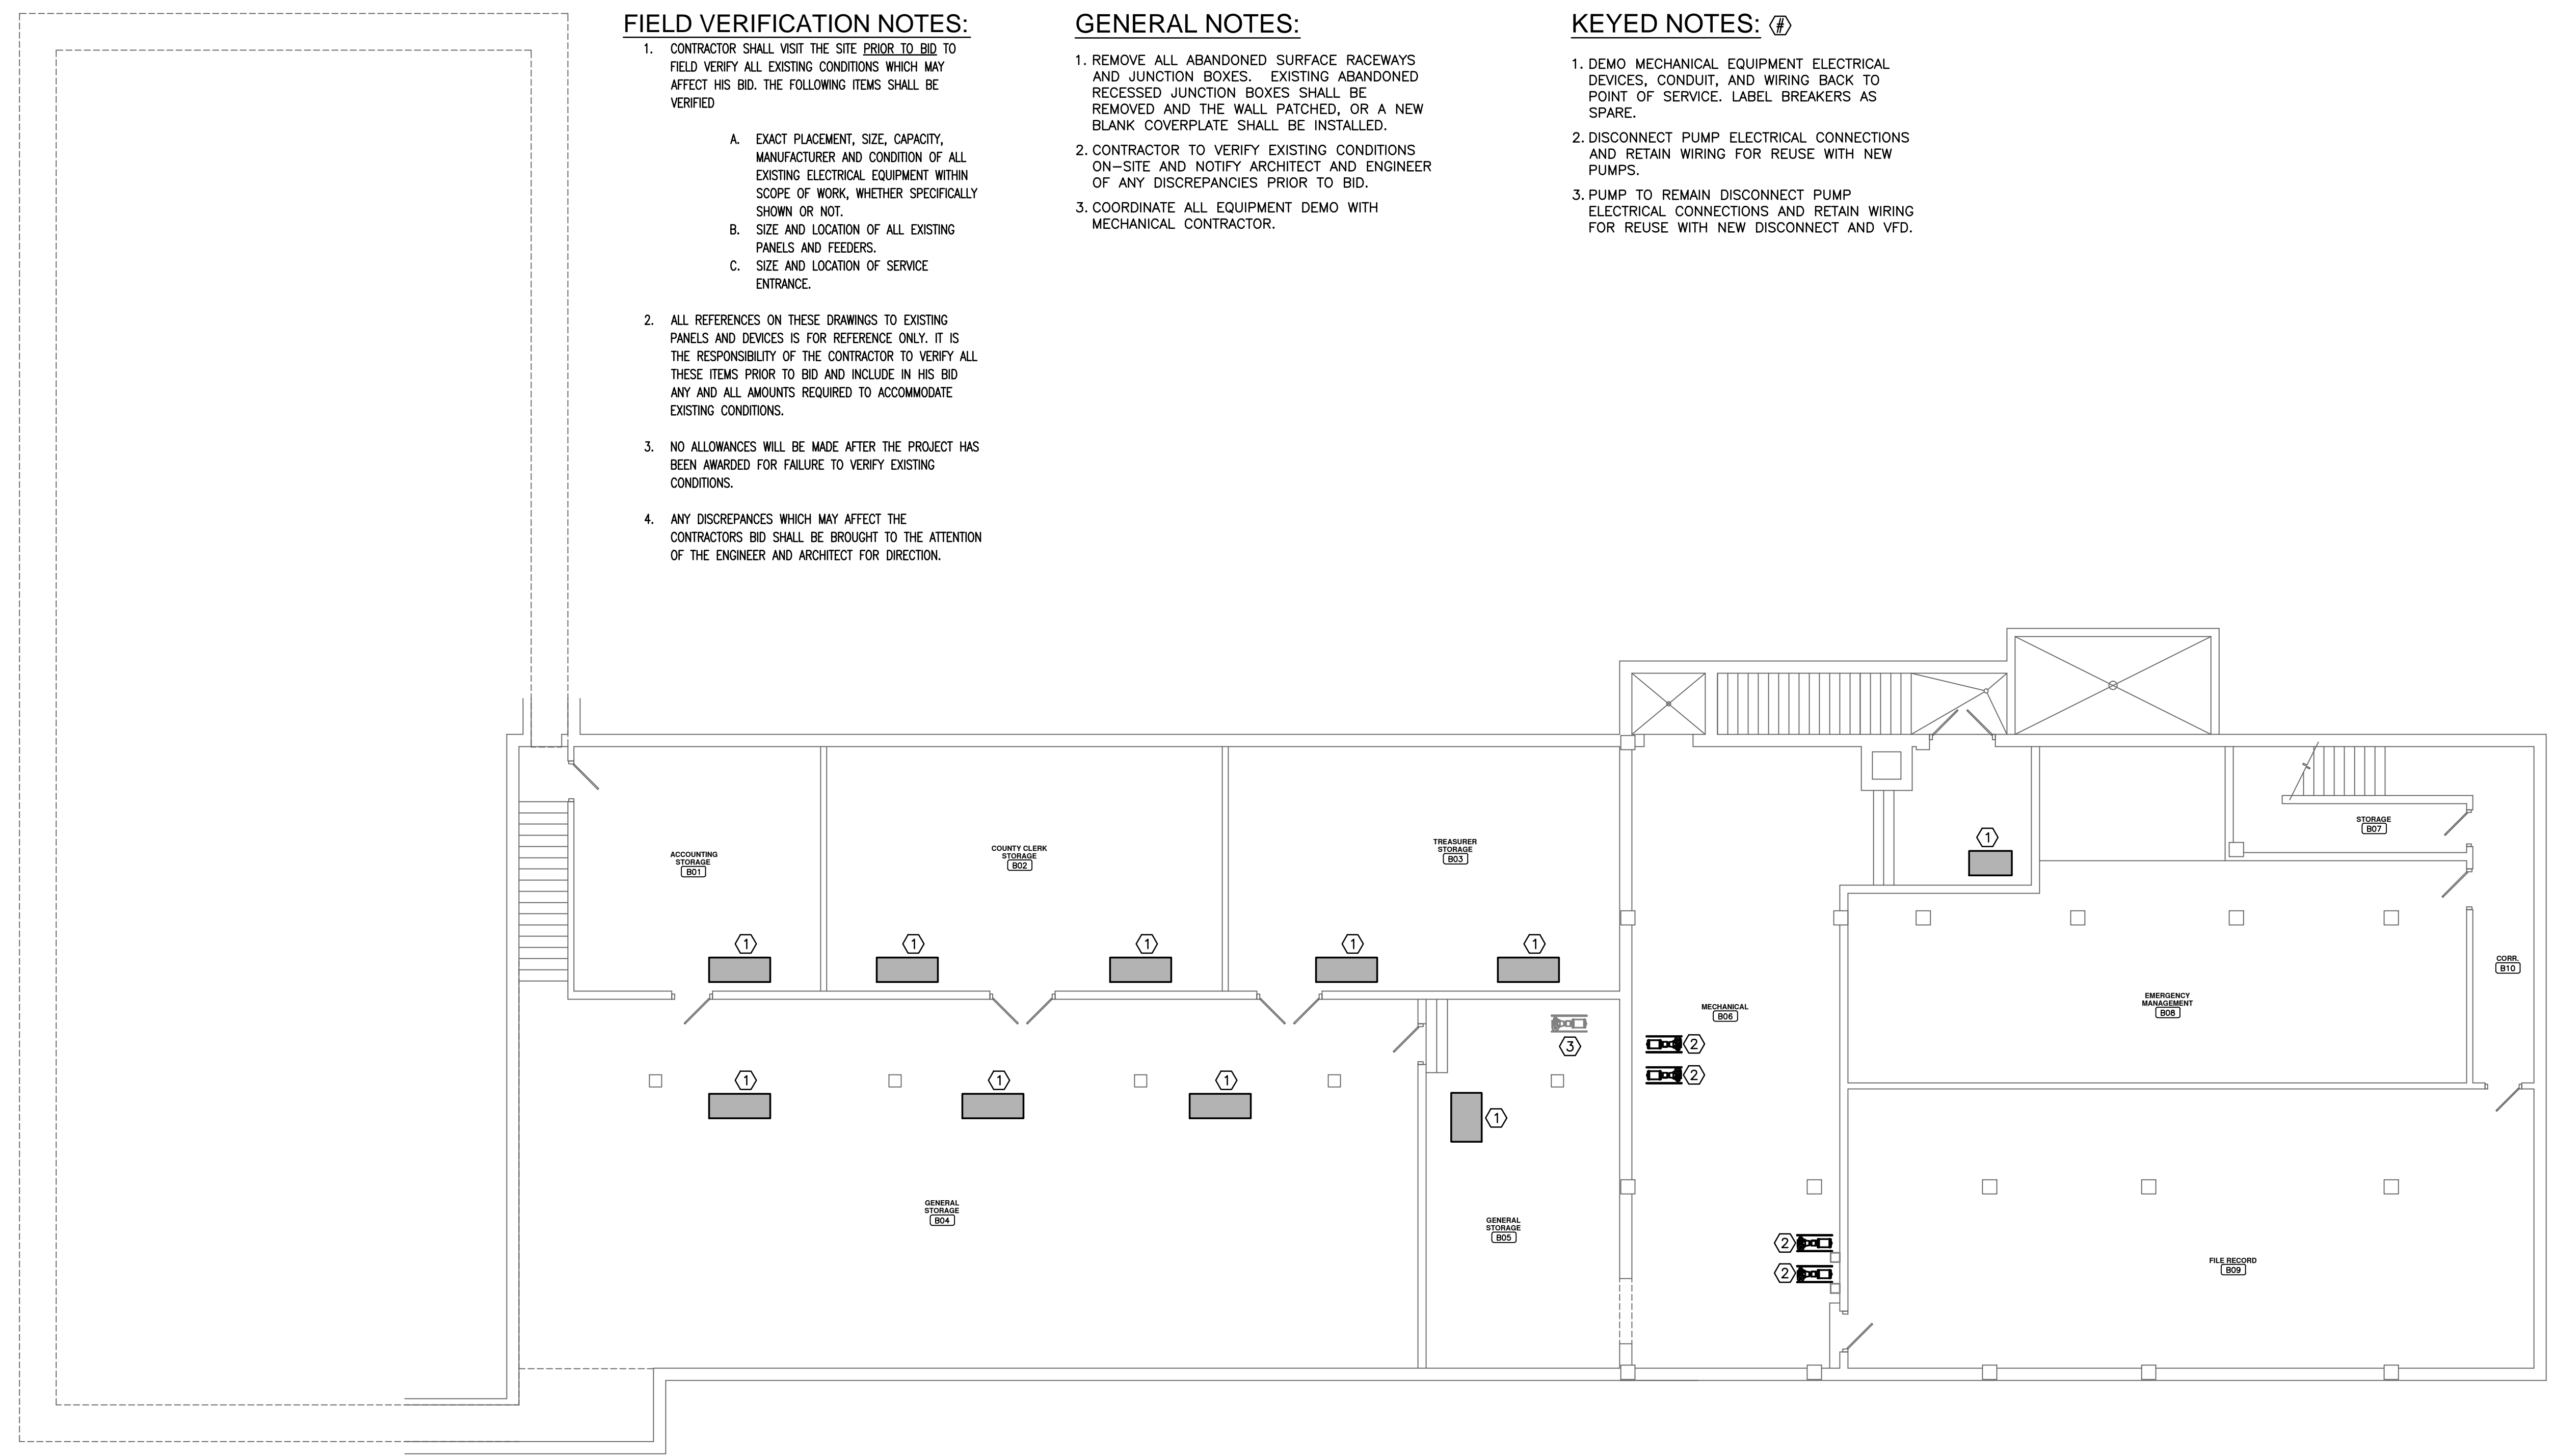 FIELD VERIFICATION NOTES:
1. CONTRACTOR SHALL VISIT THE SITE PRIOR TO BID TO
FIELD VERIFY ALL EXISTING CONDITIONS WHICH MAY
AFFECT HIS BID. THE FOLLOWING ITEMS SHALL BE
VERIFIED
A. EXACT PLACEMENT, SIZE, CAPACITY,
MANUFACTURER AND CONDITION OF ALL
EXISTING ELECTRICAL EQUIPMENT WITHIN
SCOPE OF WORK, WHETHER SPECIFICALLY
SHOWN OR NOT.
B. SIZE AND LOCATION OF ALL EXISTING
PANELS AND FEEDERS.
C. SIZE AND LOCATION OF SERVICE
ENTRANCE.
2. ALL REFERENCES ON THESE DRAWINGS TO EXISTING
PANELS AND DEVICES IS FOR REFERENCE ONLY. IT IS
THE RESPONSIBILITY OF THE CONTRACTOR TO VERIFY ALL
THESE ITEMS PRIOR TO BID AND INCLUDE IN HIS BID
ANY AND ALL AMOUNTS REQUIRED TO ACCOMMODATE
EXISTING CONDITIONS.
3. NO ALLOWANCES WILL BE MADE AFTER THE PROJECT HAS
BEEN AWARDED FOR FAILURE TO VERIFY EXISTING
CONDITIONS.
4. ANY DISCREPANCES WHICH MAY AFFECT THE
CONTRACTORS BID SHALL BE BROUGHT TO THE ATTENTION
OF THE ENGINEER AND ARCHITECT FOR DIRECTION.
GENERAL NOTES:
1. REMOVE ALL ABANDONED SURFACE RACEWAYS
AND JUNCTION BOXES. EXISTING ABANDONED
RECESSED JUNCTION BOXES SHALL BE
REMOVED AND THE WALL PATCHED, OR A NEW
BLANK COVERPLATE SHALL BE INSTALLED.
2. CONTRACTOR TO VERIFY EXISTING CONDITIONS
ON-SITE AND NOTIFY ARCHITECT AND ENGINEER
OF ANY DISCREPANCIES PRIOR TO BID.
3. COORDINATE ALL EQUIPMENT DEMO WITH
MECHANICAL CONTRACTOR.
KEYED NOTES: #
1. DEMO MECHANICAL EQUIPMENT ELECTRICAL
DEVICES, CONDUIT, AND WIRING BACK TO
POINT OF SERVICE. LABEL BREAKERS AS
SPARE.
2. DISCONNECT PUMP ELECTRICAL CONNECTIONS
AND RETAIN WIRING FOR REUSE WITH NEW
PUMPS.
3. PUMP TO REMAIN DISCONNECT PUMP
ELECTRICAL CONNECTIONS AND RETAIN WIRING
FOR REUSE WITH NEW DISCONNECT AND VFD.
ACCOUNTING
STORAGE
B01
COUNTY CLERK
STORAGE
B02
TREASURER
STORAGE
B03
1
STORAGE
B07
1
1
1
1
1
CORR.
B10
MECHANICAL
B06
EMERGENCY
MANAGEMENT
B08
3
2
2
1
1
1
1
GENERAL
STORAGE
B04
GENERAL
STORAGE
B05
2
2
FILE RECORD
B09